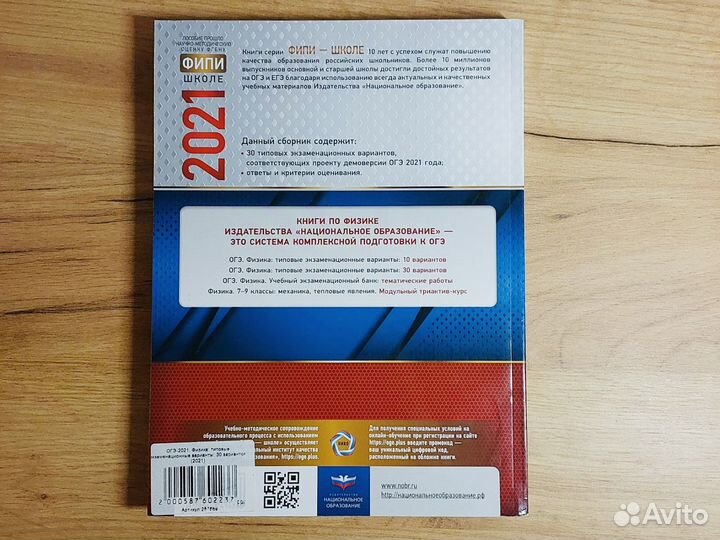 ПОСОБИЕ ПРОШЛО
НАУЧНО-МЕТОДИЧЕСКУЮ
ОЦЕНКУ ФГБНУ
ФИПИ
ШКОЛЕ
2021
Книги серии ФИПИ — ШКОЛЕ 10 лет с успехом служат повышению
качества образования российских школьников. Более 10 миллионов
выпускников основной и старшей школы достигли достойных результатов
на ОГЭ и ЕГЭ благодаря использованию всегда актуальных и качественных
учебных материалов Издательства «Национальное образование».
Данный сборник содержит:
• 30 типовых экзаменационных вариантов,
соответствующих проекту демоверсии ОГЭ 2021 года;
• ответы и критерии оценивания.
КНИГИ ПО ФИЗИКЕ
ИЗДАТЕЛЬСТВА «НАЦИОНАЛЬНОЕ ОБРАЗОВАНИЕ» —
ЭТО СИСТЕМА КОМПЛЕКСНОЙ ПОДГОТОВКИ К ОГЭ
ОГЭ. Физика: типовые экзаменационные варианты: 10 вариантов
ОГЭ. Физика: типовые экзаменационные варианты: 30 вариантов
ОГЭ. Физика. Учебный экзаменационный банк: тематические работы
Физика. 7–9 классы: механика, тепловые явления. Модульный триактив-курс
Учебно-методическое сопровождение
образовательного процесса с использованием
— школе» осуществляет
альный институт качества
зования», https://oge.plus.
Для получения специальных условий на
онлайн-обучение при регистрации на сайте
https://oge.plus введите промокод —
ваш уникальный цифровой код,
расположенный на обложке книги.
ОГЭ-2021. Физика: типовые
экзаменационные варианты: 30 вариантов
(2021)
2000587602237
НАЦИОНАЛЬНОЕ
ОБРАЗОВАНИЕ
www.nobr.ru
http://национальноеобразование.рф
Avito